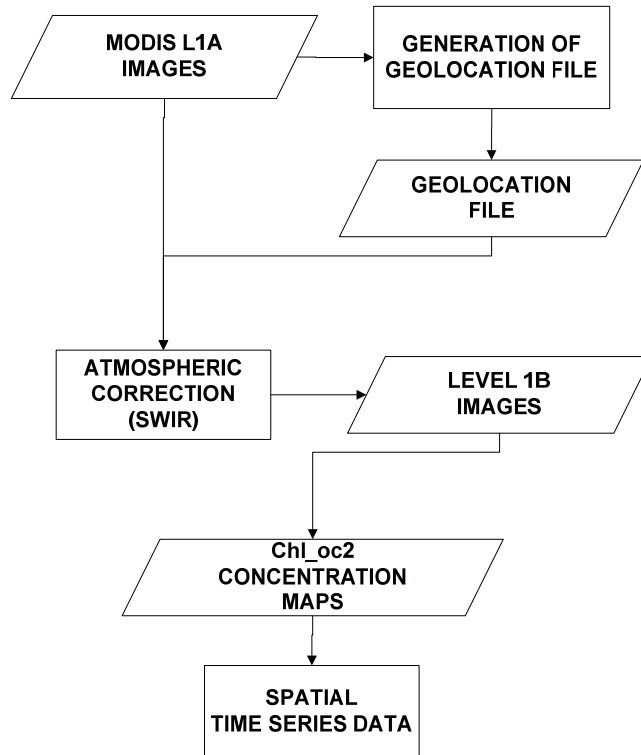 MODIS L1A
IMAGES
GENERATION OF
GEOLOCATION FILE
GEOLOCATION
FILE
ATMOSPHERIC
CORRECTION
(SWIR)
LEVEL 1B
IMAGES
Chl_oc2
CONCENTRATION
MAPS
SPATIAL
TIME SERIES DATA